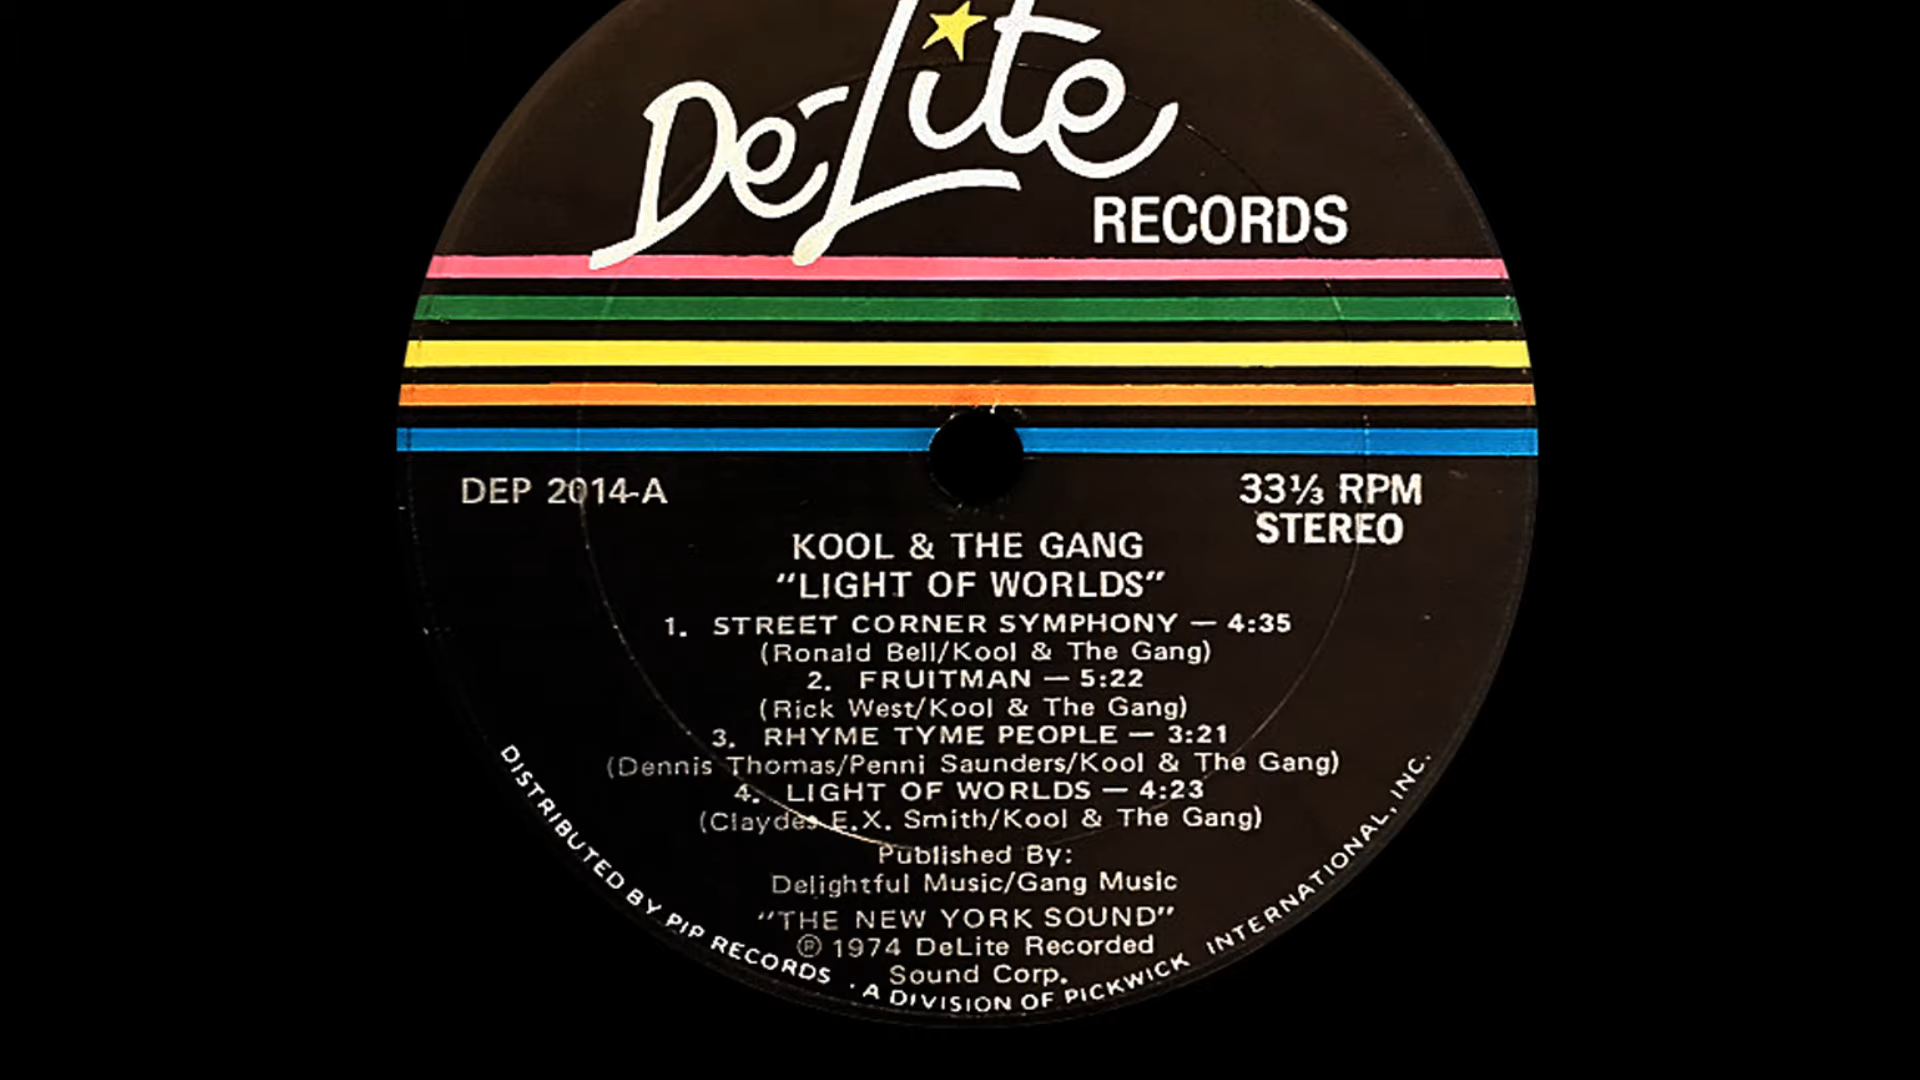 De-Lite
RECORDS
DEP 2014-A
33⅓ RPM
STEREO
KOOL & THE GANG
"LIGHT OF WORLDS"
1. STREET CORNER SYMPHONY — 4:35
(Ronald Bell/Kool & The Gang)
2. FRUITMAN — 5:22
(Rick West/Kool & The Gang)
3. RHYME TYME PEOPLE — 3:21
(Dennis Thomas/Penni Saunders/Kool & The Gang)
4. LIGHT OF WORLDS — 4:23
(Claydes E.X. Smith/Kool & The Gang)
Published By:
Delightful Music/Gang Music
"THE NEW YORK SOUND"
℗ 1974 DeLite Recorded
Sound Corp.
DISTRIBUTED BY PIP RECORDS · A DIVISION OF PICKWICK INTERNATIONAL, INC.